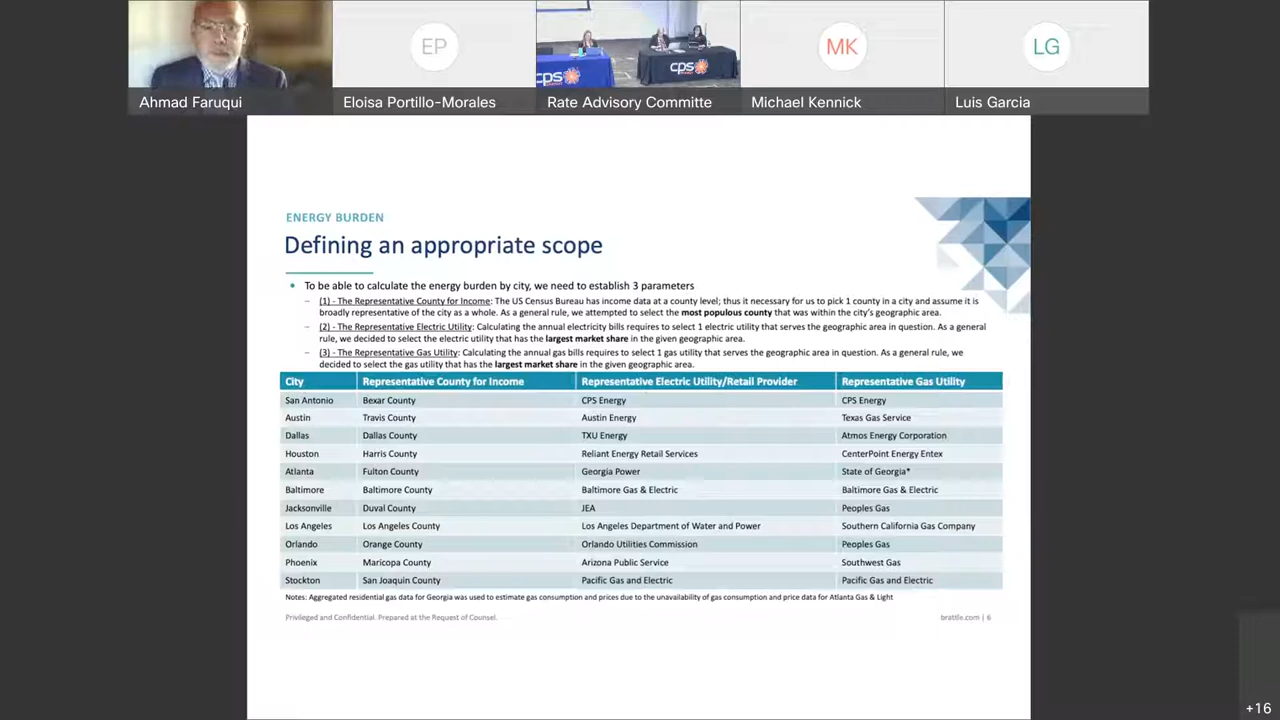 EP
cps
cps
MK
LG
Ahmad Faruqui
Eloisa Portillo-Morales
Rate Advisory Committe
Michael Kennick
Luis Garcia
ENERGY BURDEN
Defining an appropriate scope
• To be able to calculate the energy burden by city, we need to establish 3 parameters
– (1) - The Representative County for Income: The US Census Bureau has income data at a county level; thus it necessary for us to pick 1 county in a city and assume it is
broadly representative of the city as a whole. As a general rule, we attempted to select the most populous county that was within the city's geographic area.
– (2) - The Representative Electric Utility: Calculating the annual electricity bills requires to select 1 electric utility that serves the geographic area in question. As a general
rule, we decided to select the electric utility that has the largest market share in the given geographic area.
– (3) - The Representative Gas Utility: Calculating the annual gas bills requires to select 1 gas utility that serves the geographic area in question. As a general rule, we
decided to select the gas utility that has the largest market share in the given geographic area.
City Representative County for Income Representative Electric Utility/Retail Provider Representative Gas Utility
San Antonio Bexar County CPS Energy CPS Energy
Austin Travis County Austin Energy Texas Gas Service
Dallas Dallas County TXU Energy Atmos Energy Corporation
Houston Harris County Reliant Energy Retail Services CenterPoint Energy Entex
Atlanta Fulton County Georgia Power State of Georgia*
Baltimore Baltimore County Baltimore Gas & Electric Baltimore Gas & Electric
Jacksonville Duval County JEA Peoples Gas
Los Angeles Los Angeles County Los Angeles Department of Water and Power Southern California Gas Company
Orlando Orange County Orlando Utilities Commission Peoples Gas
Phoenix Maricopa County Arizona Public Service Southwest Gas
Stockton San Joaquin County Pacific Gas and Electric Pacific Gas and Electric
Notes: Aggregated residential gas data for Georgia was used to estimate gas consumption and prices due to the unavailability of gas consumption and price data for Atlanta Gas & Light
Privileged and Confidential. Prepared at the Request of Counsel.
brattle.com | 6
+16